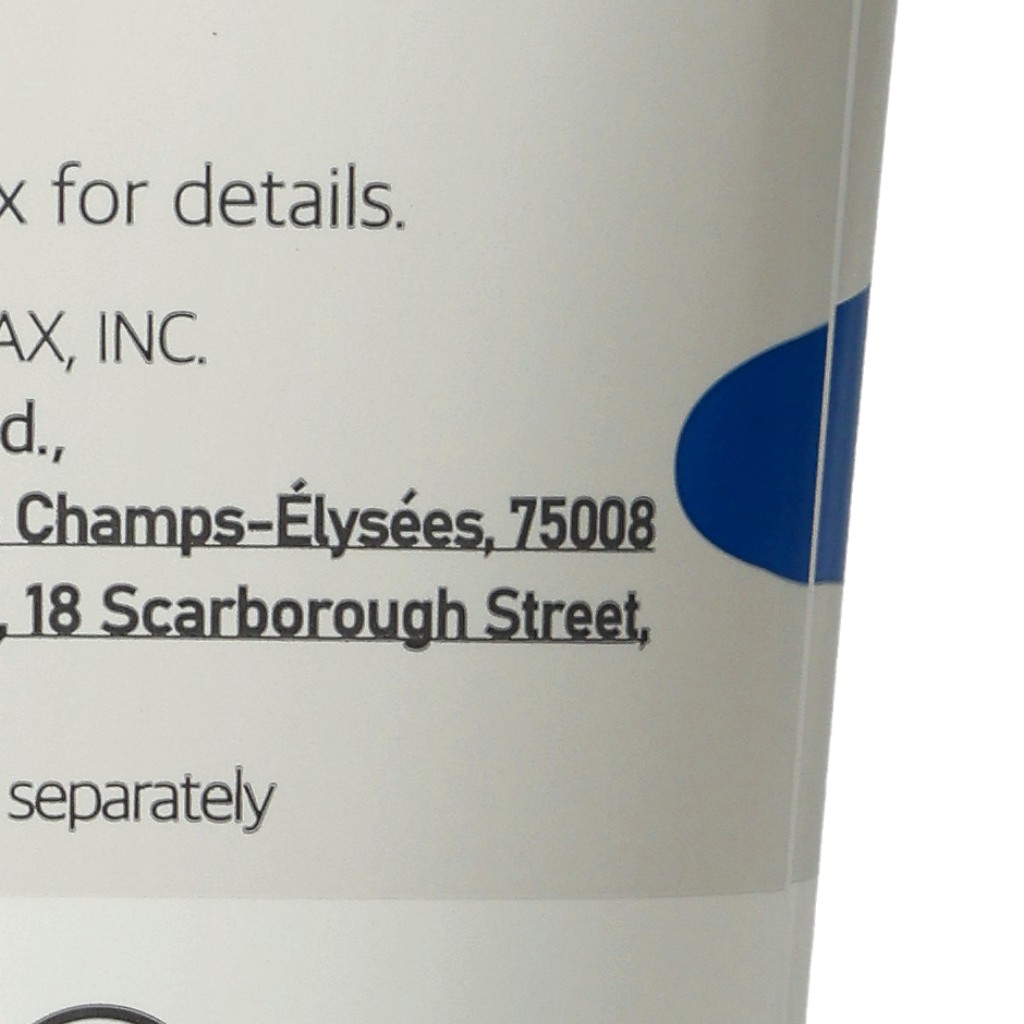 x for details.
AX, INC.
d.,
Champs-Élysées, 75008
, 18 Scarborough Street,
separately